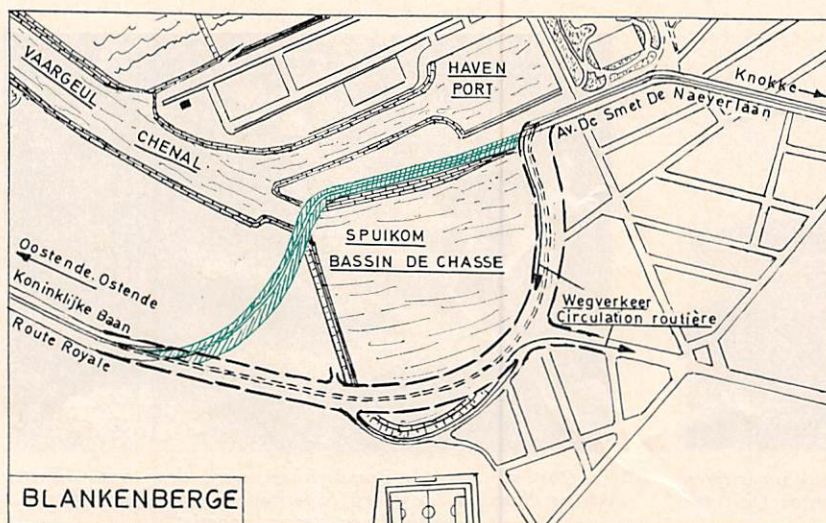 VAARGEUL
CHENAL
HAVEN
PORT
Knokke
Av. De Smet De Naeyerlaan
SPUIKOM
BASSIN DE CHASSE
Oostende. Ostende
Koninklijke Baan
Route Royale
Wegverkeer
Circulation routière
BLANKENBERGE